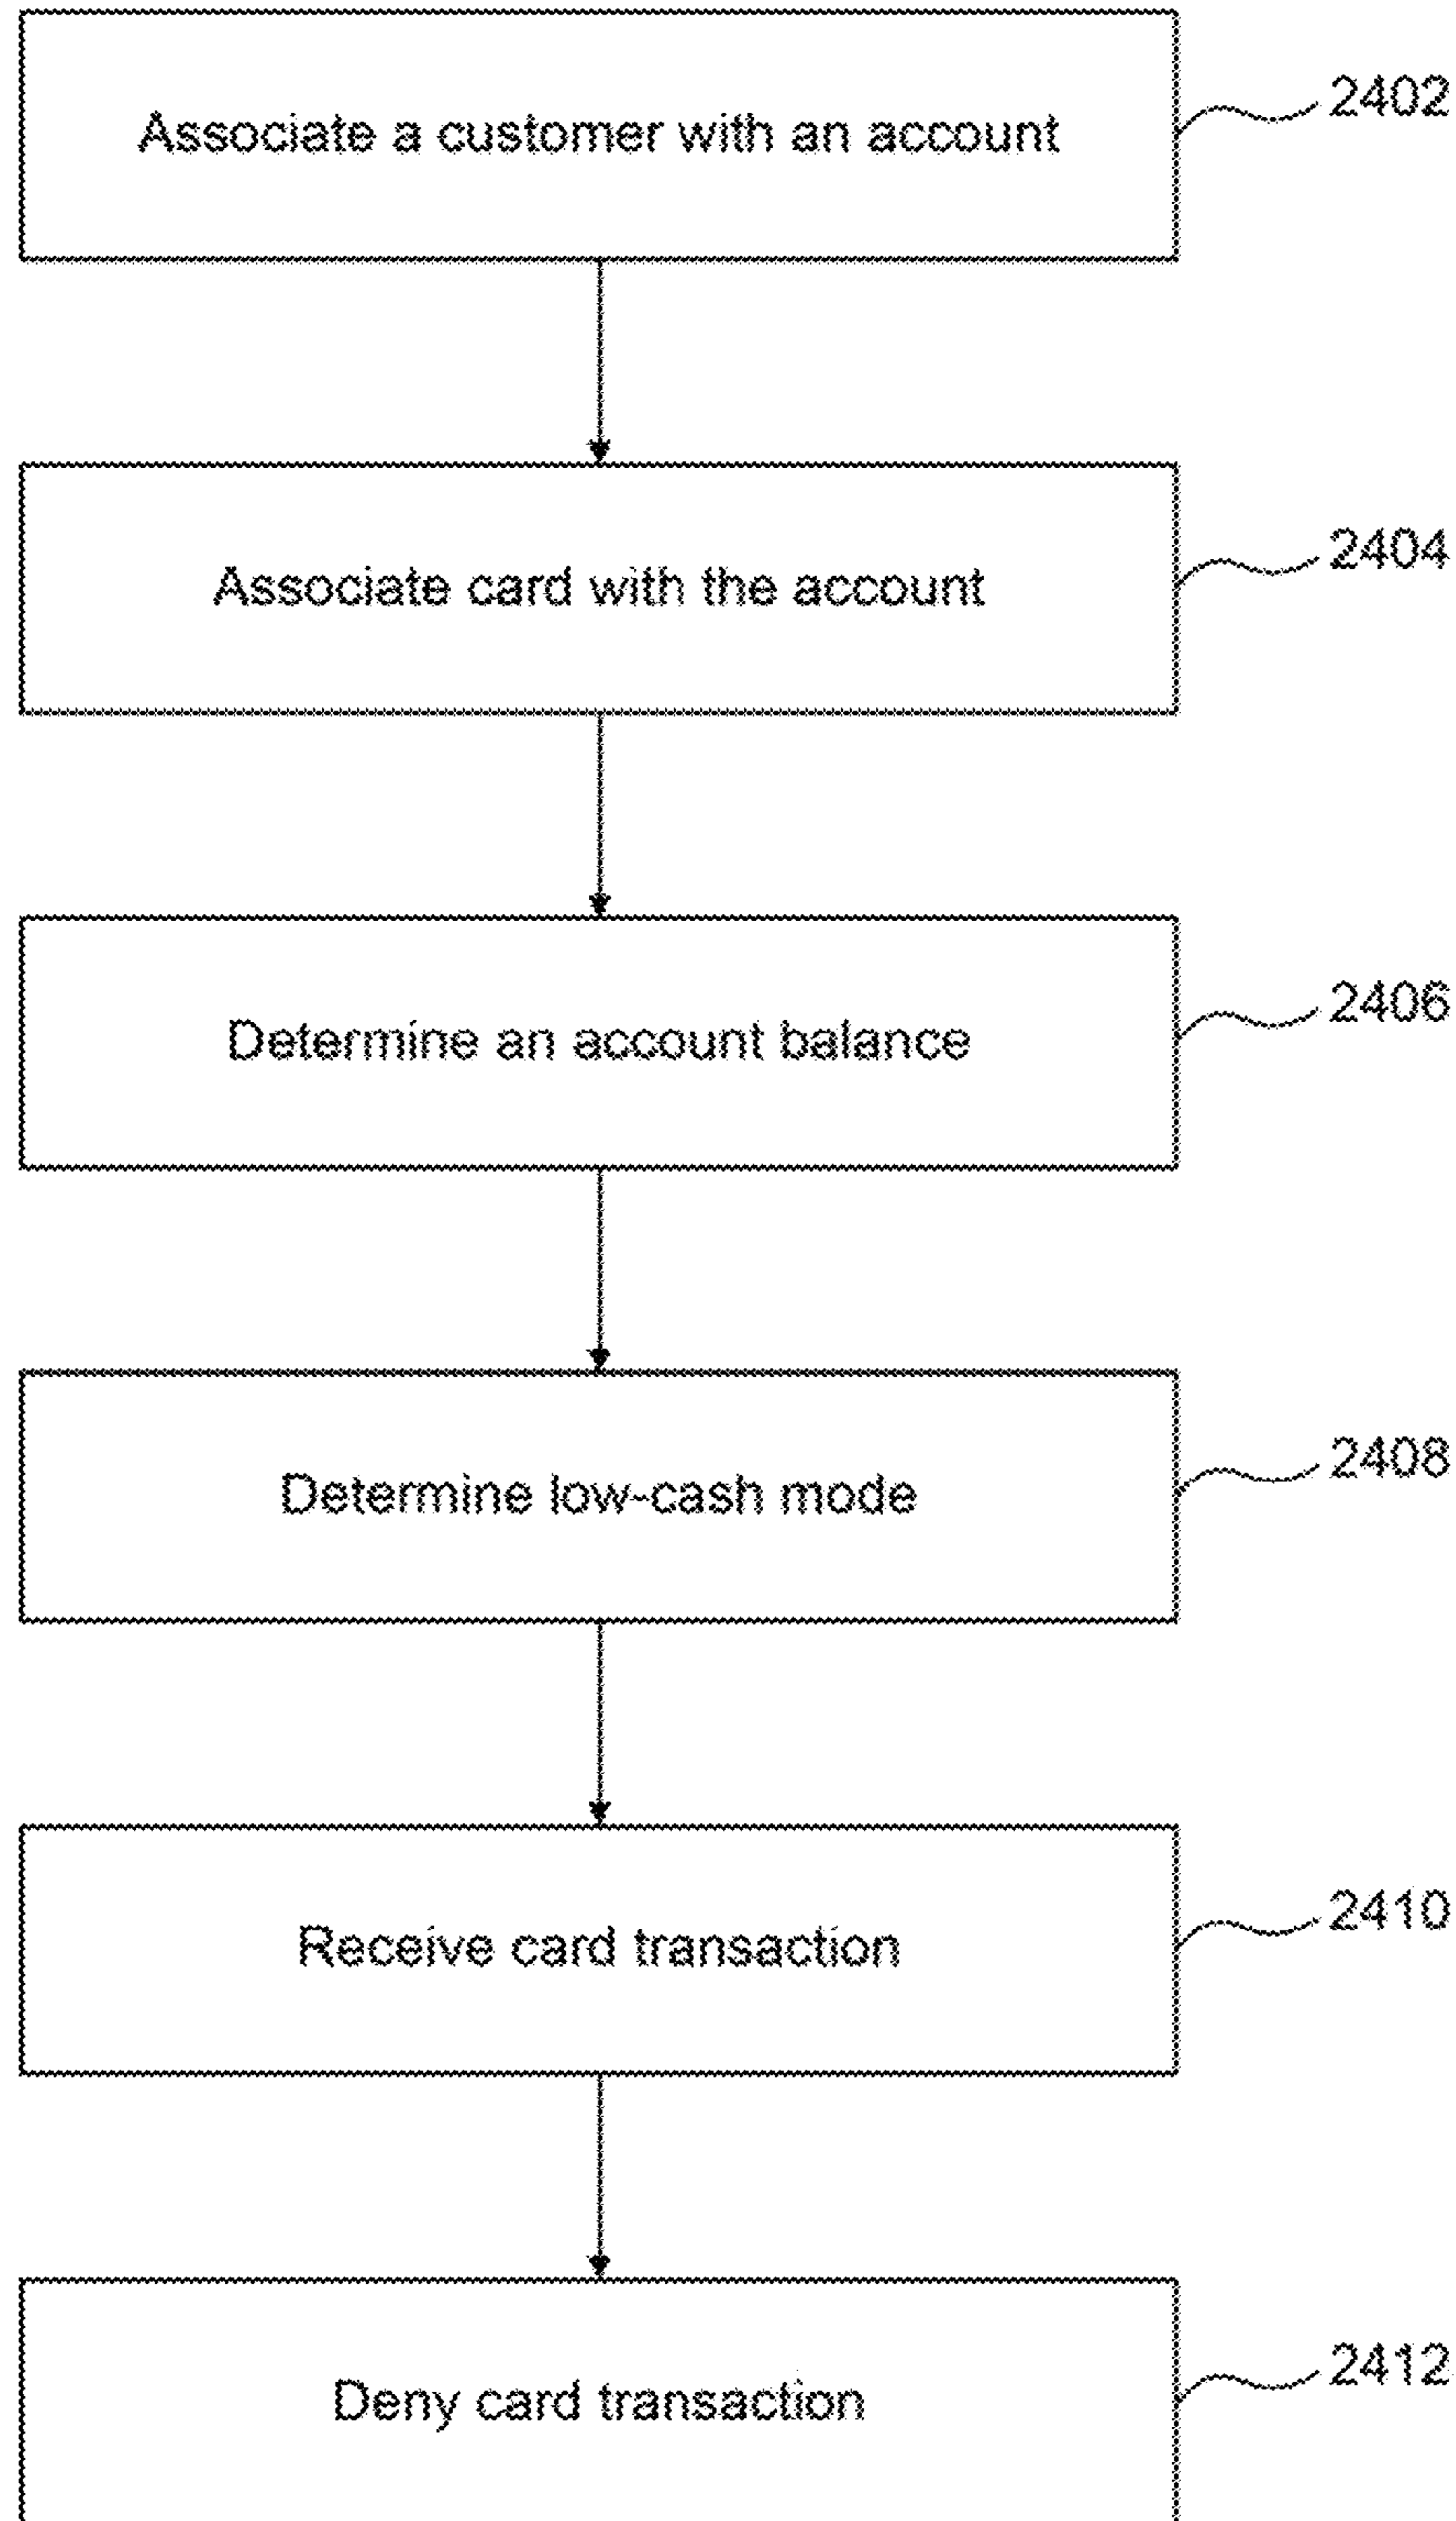 Associate a customer with an account
2402
Associate card with the account
2404
Determine an account balance
2406
Determine low-cash mode
2408
Receive card transaction
2410
Deny card transaction
2412